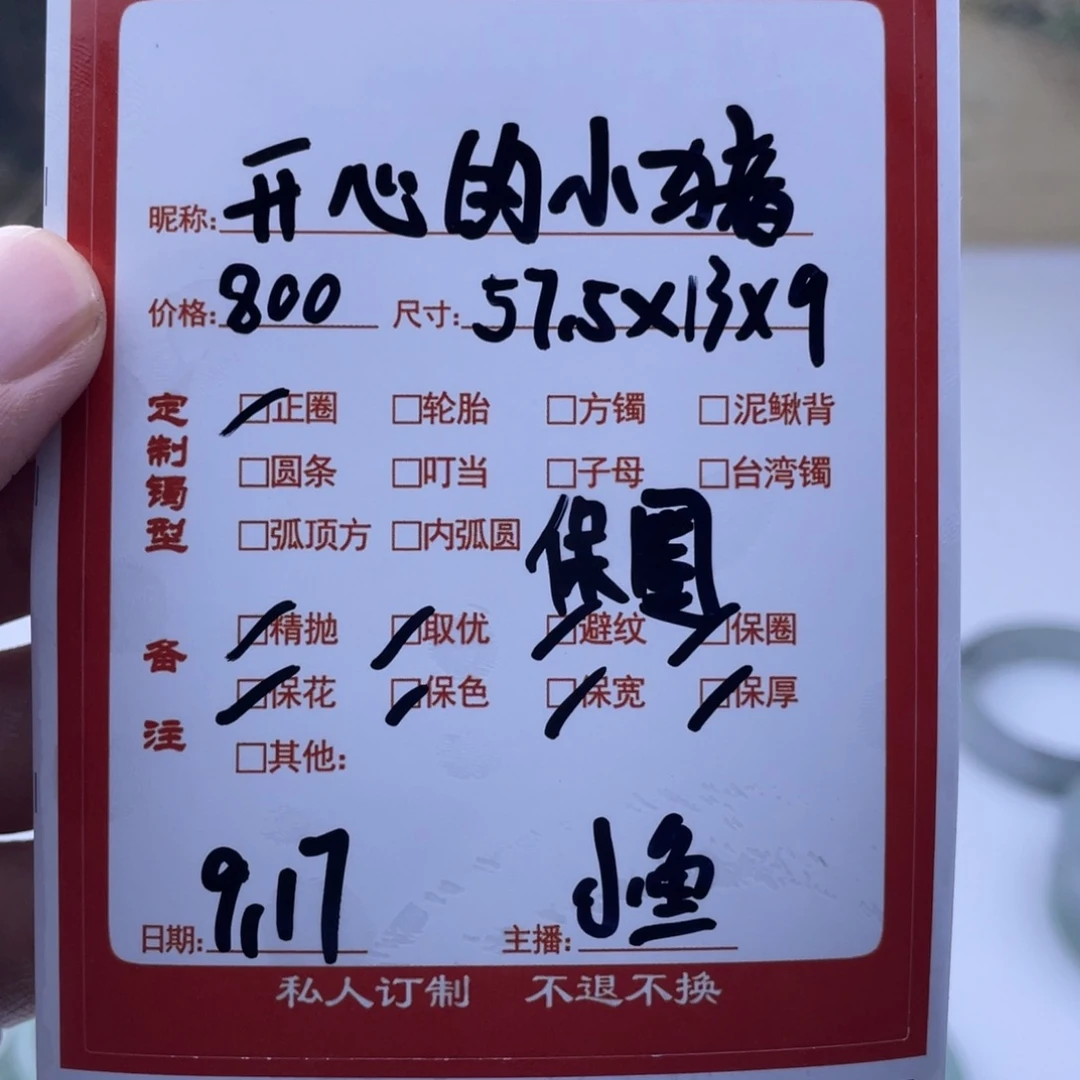 昵称:开心的小猪
价格:800 尺寸:57.5X13X9
定制镯型
□正圈 □轮胎 □方镯 □泥鳅背
□圆条 □叮当 □子母 □台湾镯
□弧顶方 □内弧圆 保圆
备注
□精抛 □取优 □避纹 □保圈
□保花 □保色 □保宽 □保厚
□其他:
日期:9.17 主播:小鱼
私人订制 不退不换